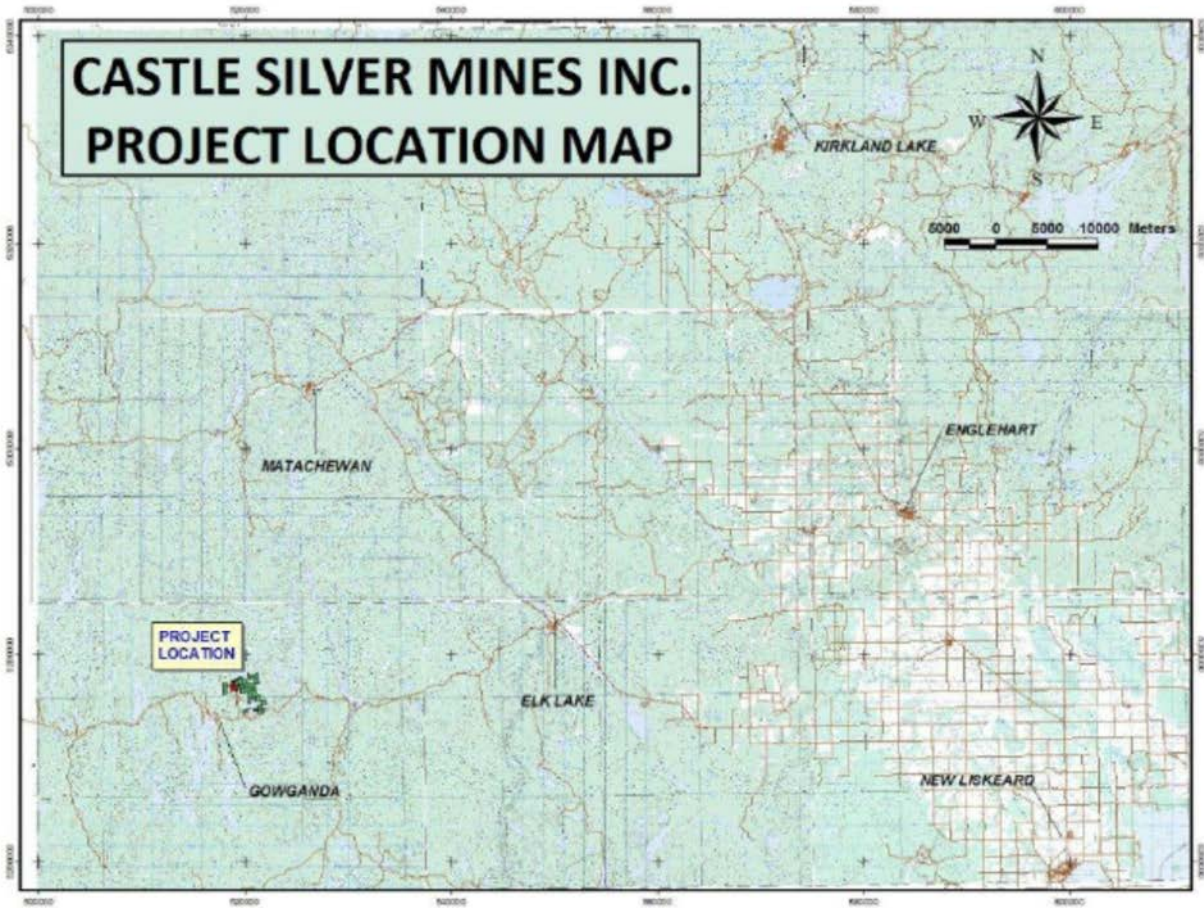 CASTLE SILVER MINES INC.
PROJECT LOCATION MAP
N
W
E
S
KIRKLAND LAKE
5000 0 5000 10000 Meters
ENGLEHART
MATACHEWAN
PROJECT
LOCATION
ELK LAKE
GOWGANDA
NEW LISKEARD